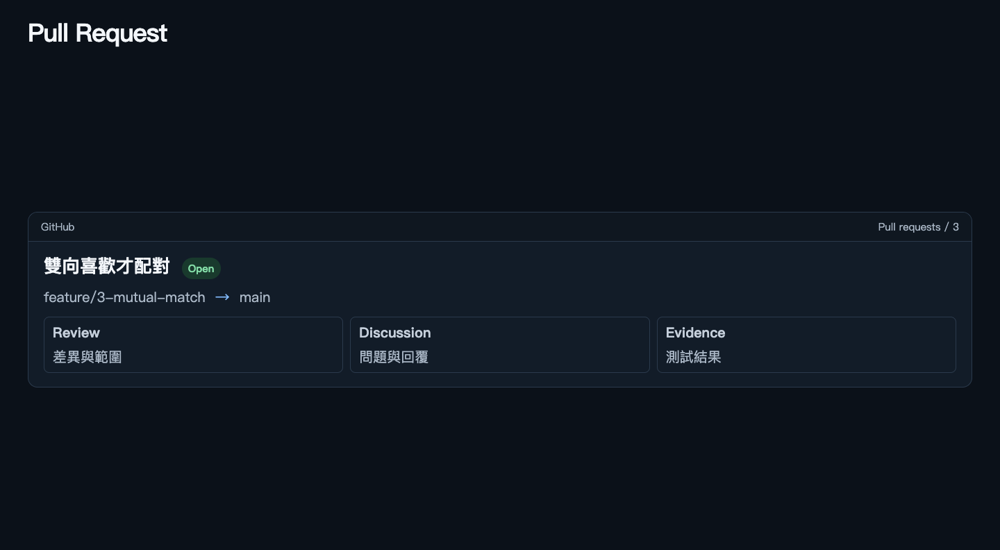 Pull Request
GitHub
Pull requests / 3
雙向喜歡才配對
Open
feature/3-mutual-match → main
Review
差異與範圍
Discussion
問題與回覆
Evidence
測試結果